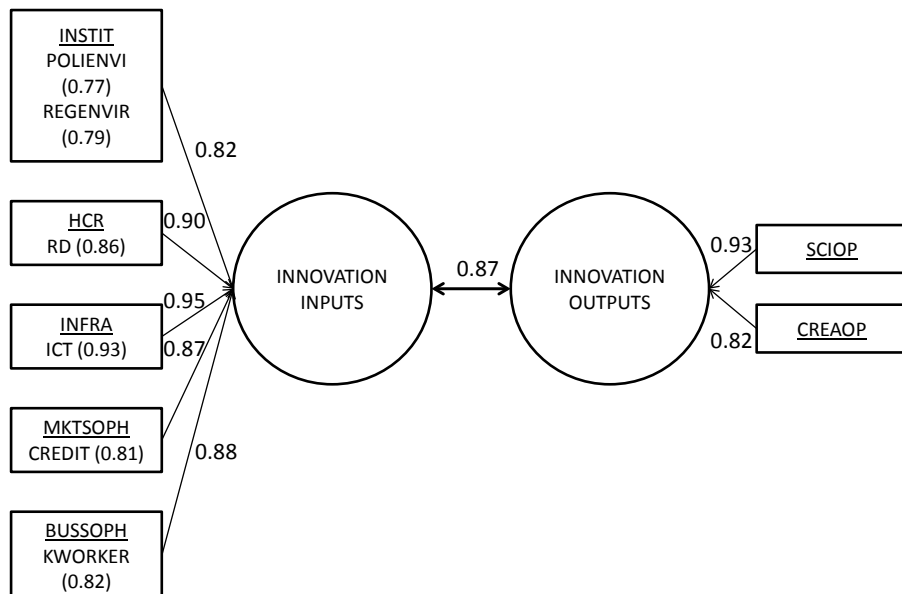 INSTIT
POLIENVI
(0.77)
REGENVIR
(0.79)
0.82
HCR
RD (0.86)
0.90
INFRA
ICT (0.93)
0.95
0.87
MKTSOPH
CREDIT (0.81)
BUSSOPH
KWORKER
(0.82)
0.88
INNOVATION
INPUTS
0.87
INNOVATION
OUTPUTS
0.93
SCIOP
0.82
CREAOP